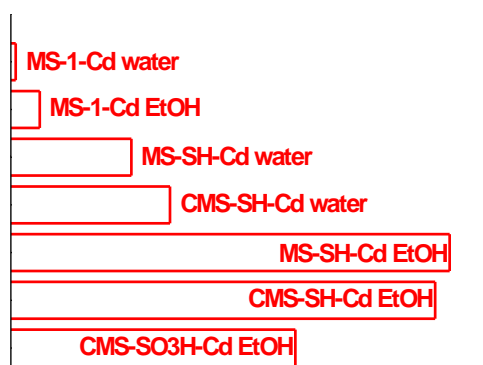 MS-1-Cd water
MS-1-Cd EtOH
MS-SH-Cd water
CMS-SH-Cd water
MS-SH-Cd EtOH
CMS-SH-Cd EtOH
CMS-SO3H-Cd EtOH